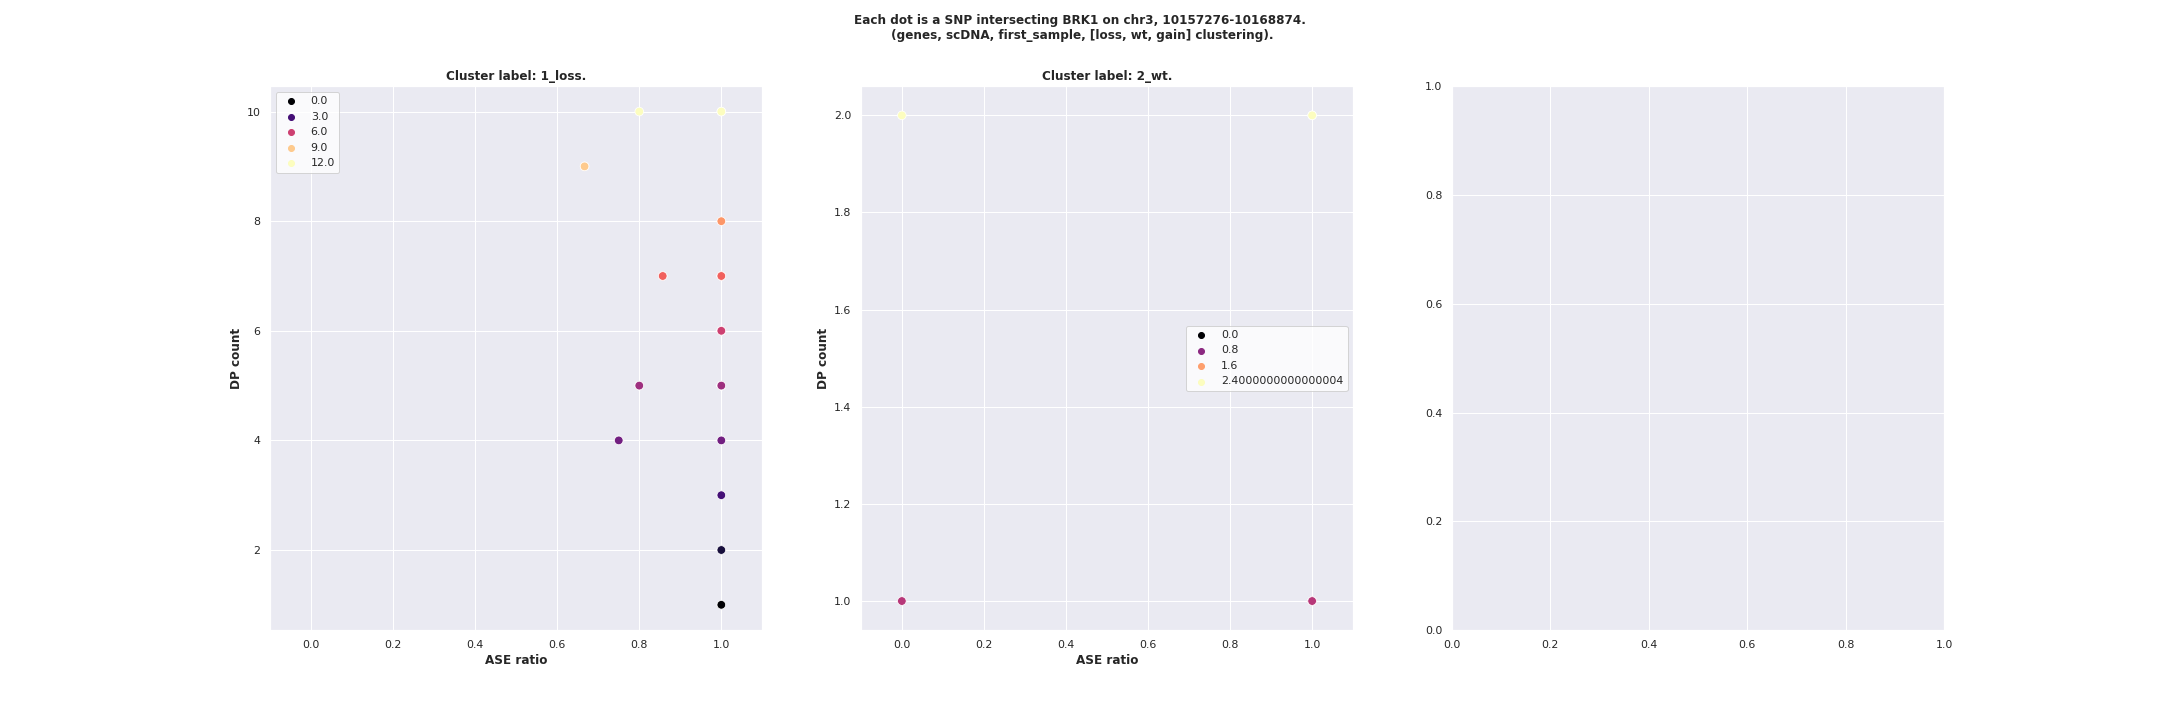 Each dot is a SNP intersecting BRK1 on chr3, 10157276-10168874.
(genes, scDNA, first_sample, [loss, wt, gain] clustering).
Cluster label: 1_loss.
10
8
6
4
2
DP count
0.0
3.0
6.0
9.0
12.0
0.0 0.2 0.4 0.6 0.8 1.0
ASE ratio
Cluster label: 2_wt.
2.0
1.8
1.6
1.4
1.2
1.0
DP count
0.0
0.8
1.6
2.4000000000000004
0.0 0.2 0.4 0.6 0.8 1.0
ASE ratio
1.0
0.8
0.6
0.4
0.2
0.0
0.0 0.2 0.4 0.6 0.8 1.0